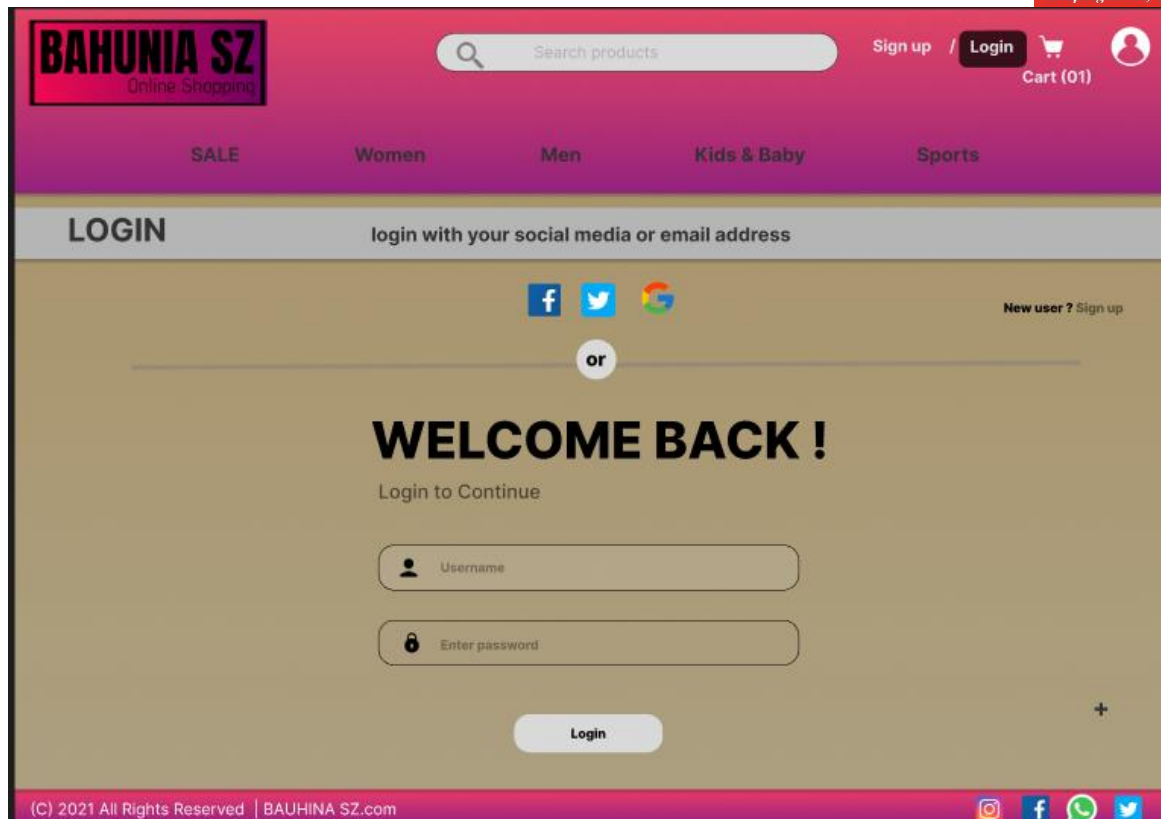 BAHUNIA SZ
Online Shopping
Search products
Sign up / Login
Cart (01)
SALE Women Men Kids & Baby Sports
LOGIN login with your social media or email address
New user ? Sign up
or
WELCOME BACK !
Login to Continue
Username
Enter password
Login
(C) 2021 All Rights Reserved | BAUHINA SZ.com